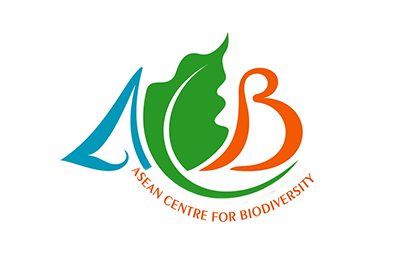 ACB
ASEAN CENTRE FOR BIODIVERSITY